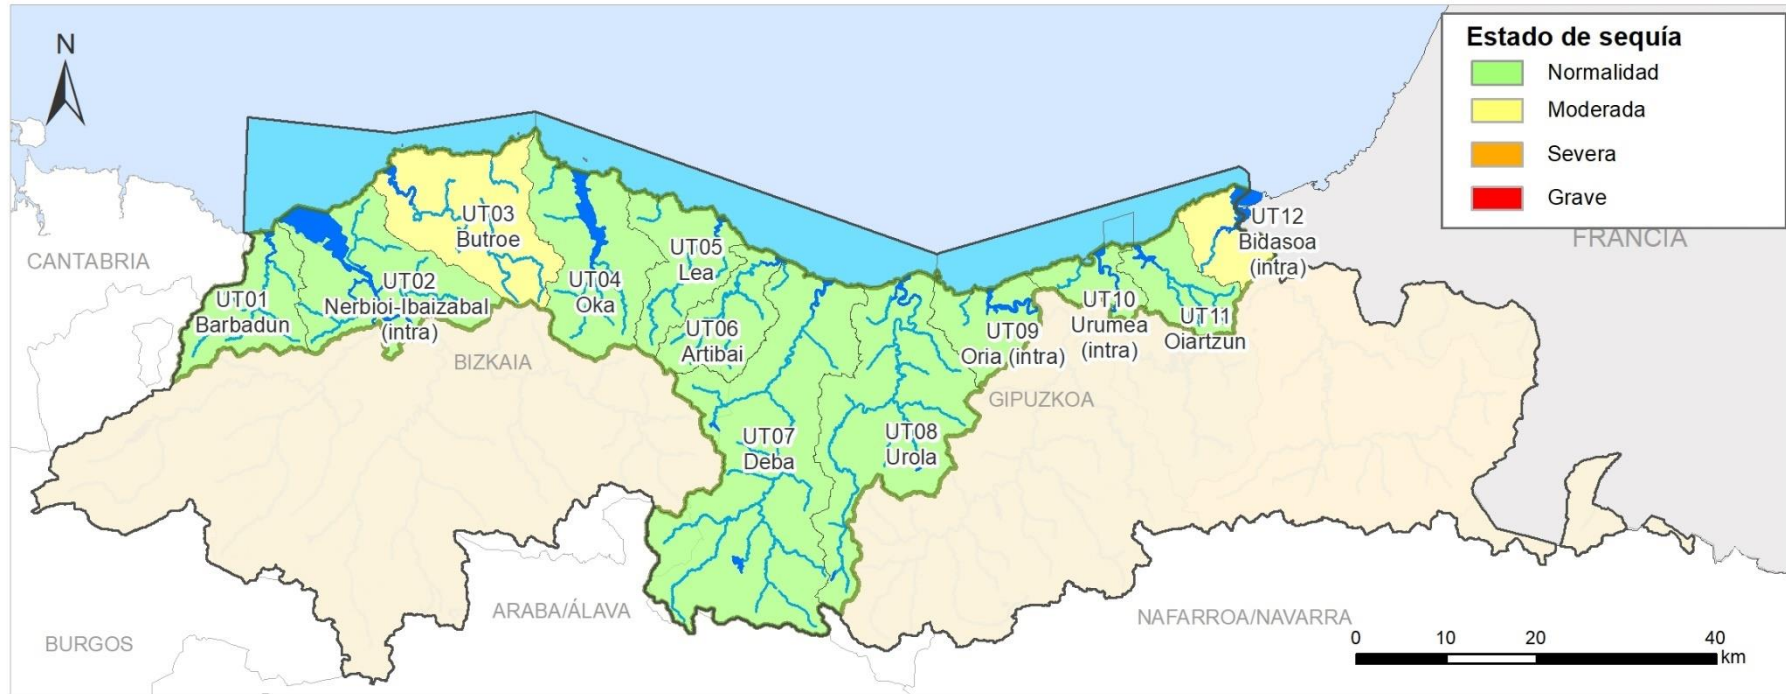 N
Estado de sequía
Normalidad
Moderada
Severa
Grave
FRANCIA
CANTABRIA
UT01
Barbadun
UT02
Nerbioi-Ibaizabal
(intra)
UT03
Butroe
UT04
Oka
UT05
Lea
UT06
Artibai
UT07
Deba
UT08
Urola
UT09
Oria (intra)
UT10
Urumea
(intra)
UT11
Oiartzun
UT12
Bidasoa
(intra)
BIZKAIA
GIPUZKOA
ARABA/ÁLAVA
BURGOS
NAFARROA/NAVARRA
0 10 20 40
km